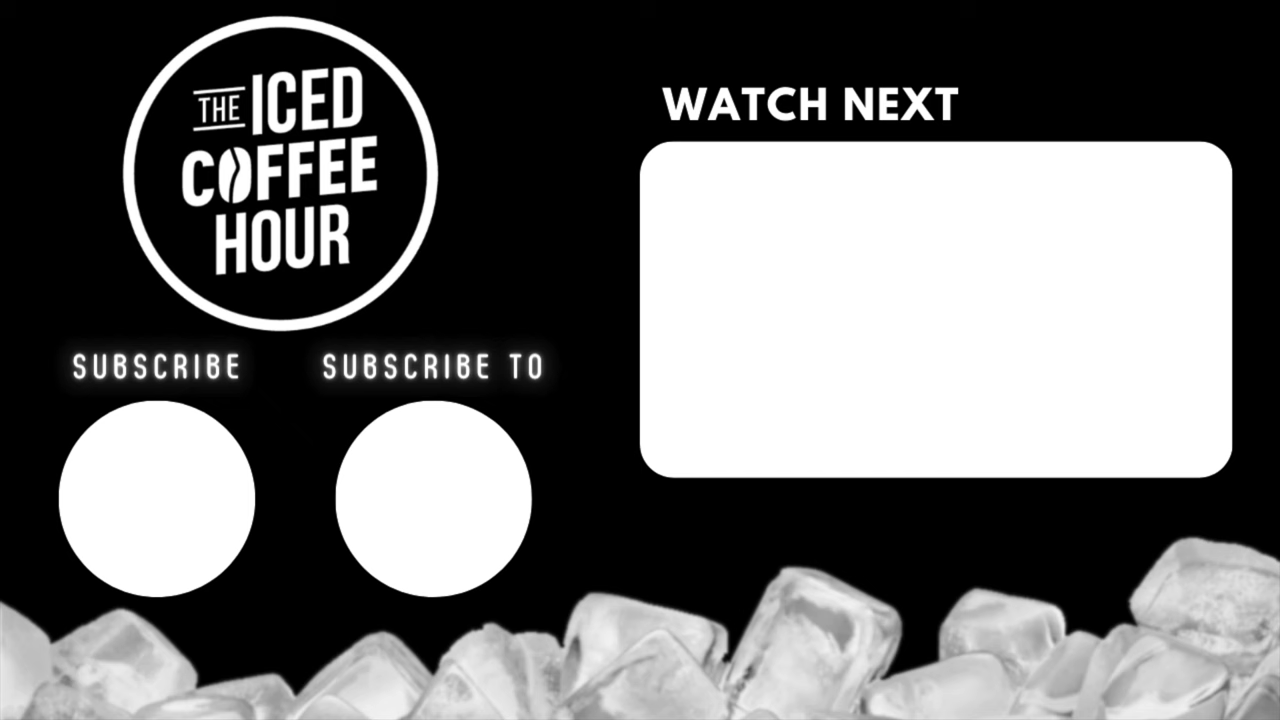 THE ICED
COFFEE
HOUR
WATCH NEXT
SUBSCRIBE
SUBSCRIBE TO